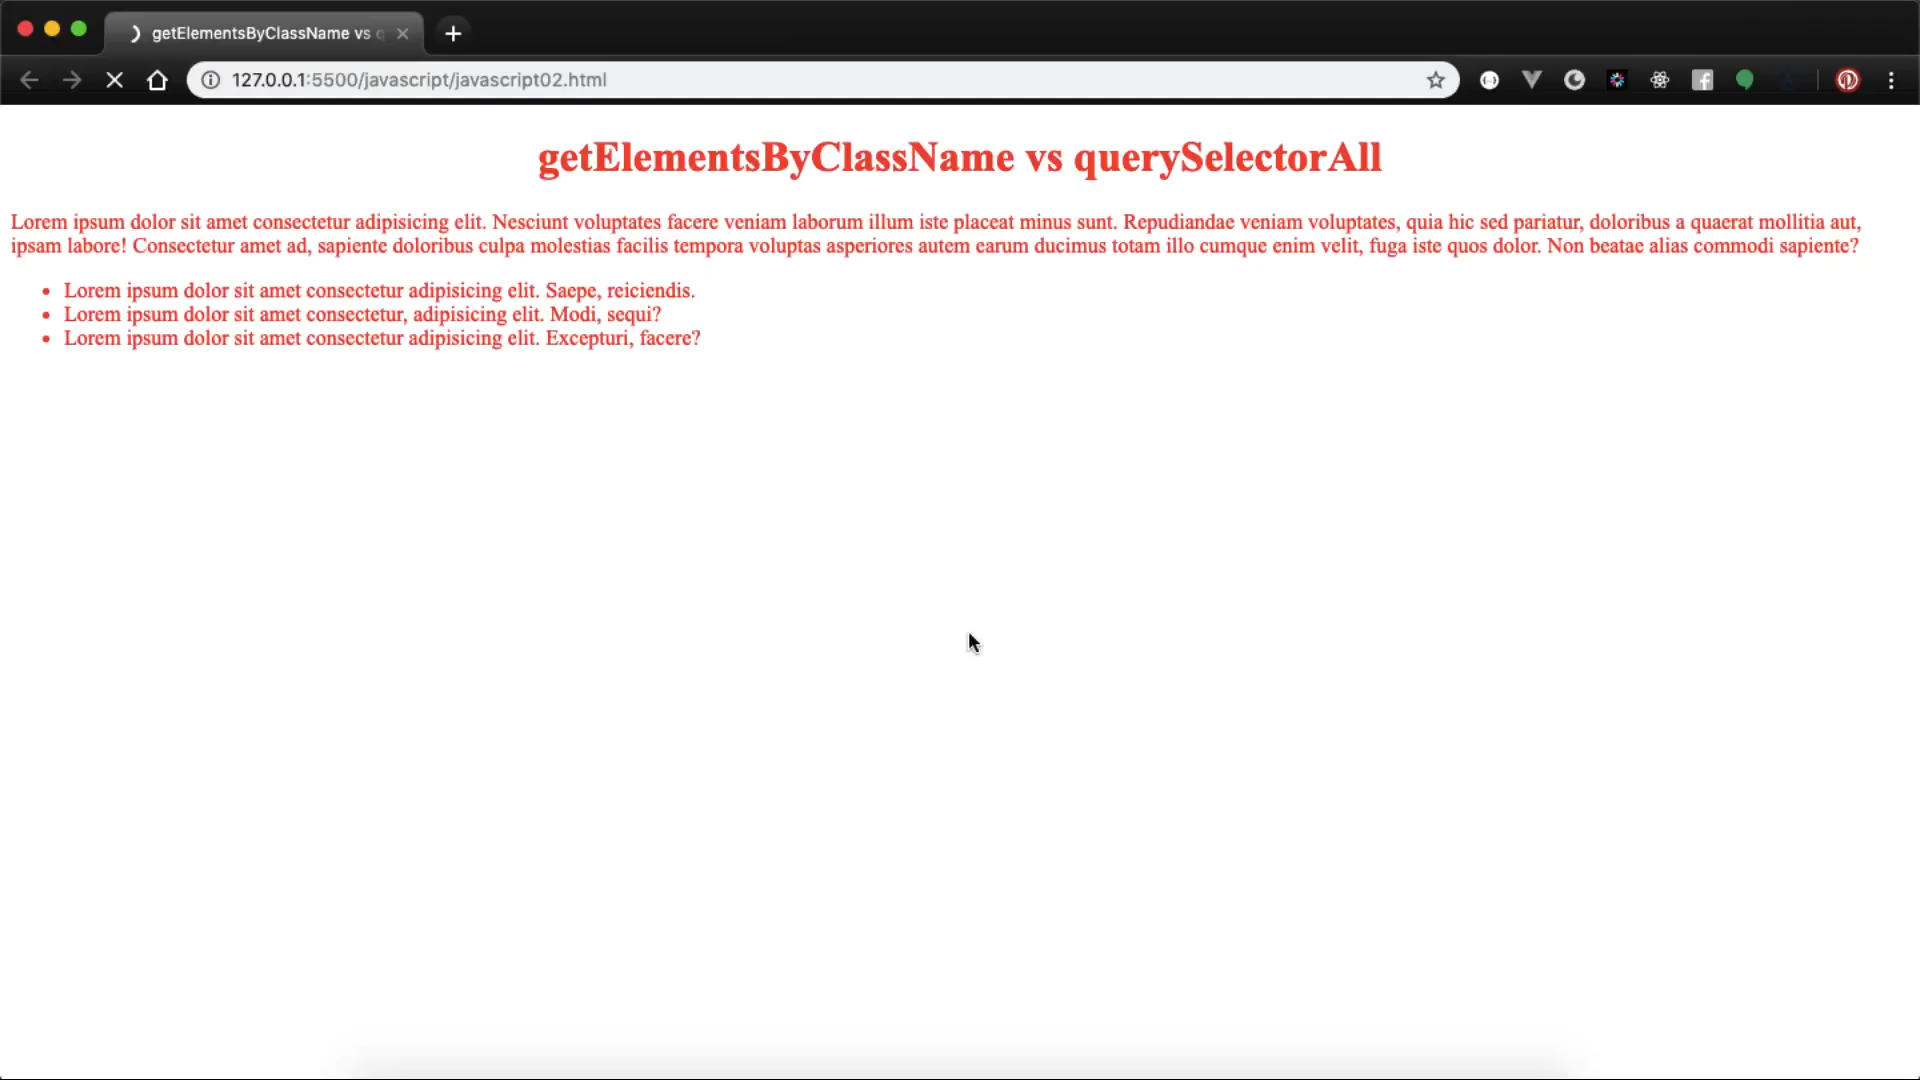 getElementsByClassName vs
127.0.0.1:5500/javascript/javascript02.html
getElementsByClassName vs querySelectorAll
Lorem ipsum dolor sit amet consectetur adipisicing elit. Nesciunt voluptates facere veniam laborum illum iste placeat minus sunt. Repudiandae veniam voluptates, quia hic sed pariatur, doloribus a quaerat mollitia aut,
ipsam labore! Consectetur amet ad, sapiente doloribus culpa molestias facilis tempora voluptas asperiores autem earum ducimus totam illo cumque enim velit, fuga iste quos dolor. Non beatae alias commodi sapiente?
• Lorem ipsum dolor sit amet consectetur adipisicing elit. Saepe, reiciendis.
• Lorem ipsum dolor sit amet consectetur, adipisicing elit. Modi, sequi?
• Lorem ipsum dolor sit amet consectetur adipisicing elit. Excepturi, facere?